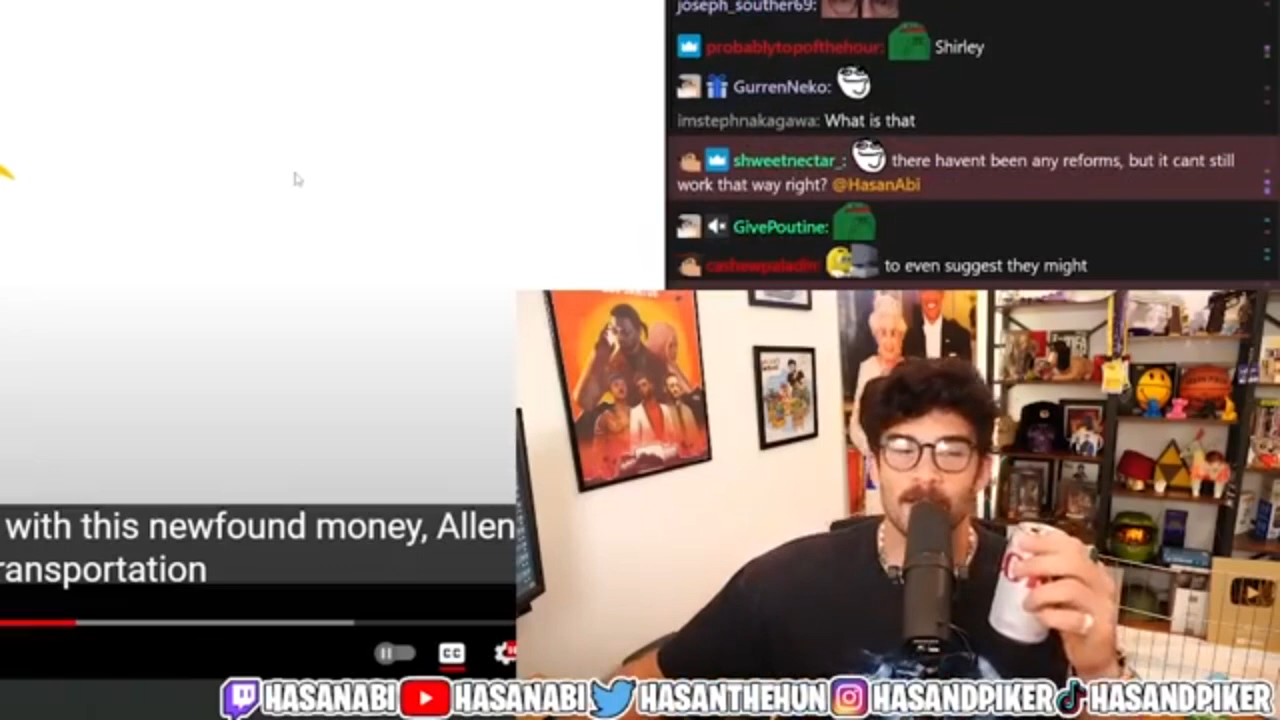 joseph_souther69:
probablytopofthehour: Shirley
GurrenNeko:
imstephnakagawa: What is that
shweetnectar_: there havent been any reforms, but it cant still
work that way right? @HasanAbi
GivePoutine:
cashewpaladin: to even suggest they might
with this newfound money, Allen
ransportation
CC
HASANABI HASANABI HASANTHEHUN HASANDPIKER HASANDPIKER